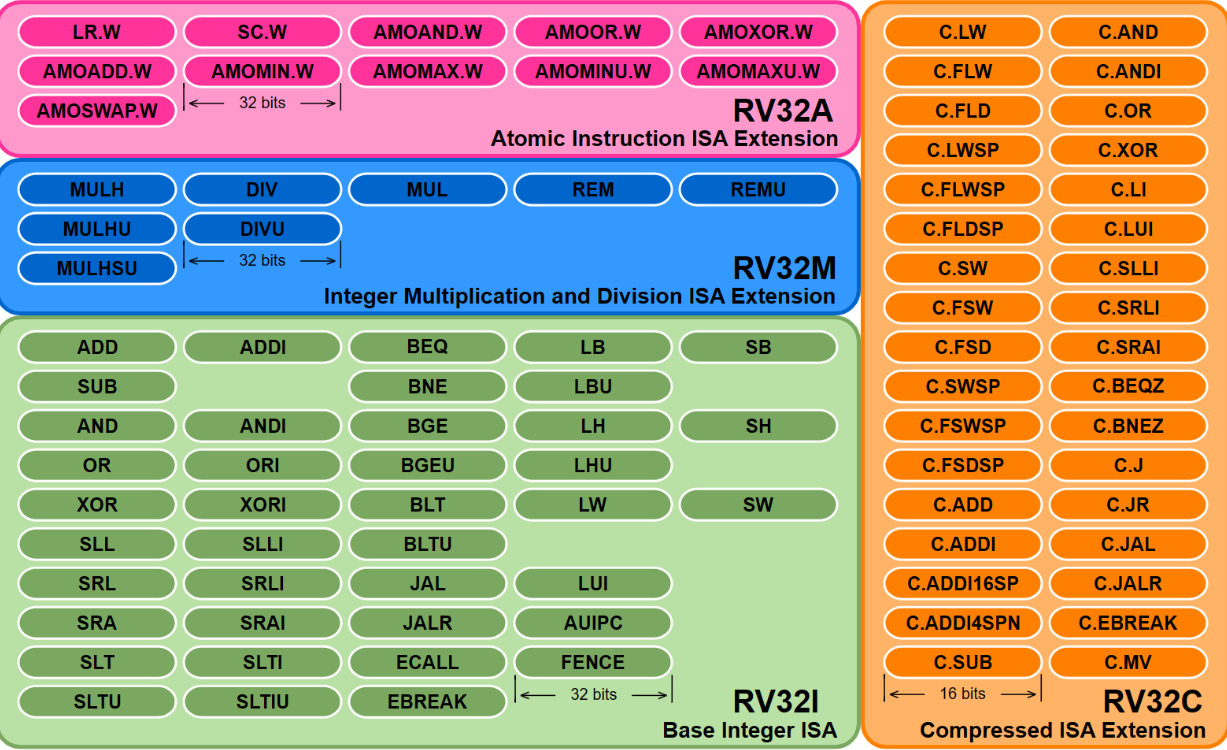 LR.W SC.W AMOAND.W AMOOR.W AMOXOR.W
AMOADD.W AMOMIN.W AMOMAX.W AMOMINU.W AMOMAXU.W
AMOSWAP.W 32 bits
RV32A
Atomic Instruction ISA Extension
MULH DIV MUL REM REMU
MULHU DIVU
MULHSU 32 bits
RV32M
Integer Multiplication and Division ISA Extension
ADD ADDI BEQ LB SB
SUB BNE LBU
AND ANDI BGE LH SH
OR ORI BGEU LHU
XOR XORI BLT LW SW
SLL SLLI BLTU
SRL SRLI JAL LUI
SRA SRAI JALR AUIPC
SLT SLTI ECALL FENCE
SLTU SLTIU EBREAK 32 bits
RV32I
Base Integer ISA
C.LW C.AND
C.FLW C.ANDI
C.FLD C.OR
C.LWSP C.XOR
C.FLWSP C.LI
C.FLDSP C.LUI
C.SW C.SLLI
C.FSW C.SRLI
C.FSD C.SRAI
C.SWSP C.BEQZ
C.FSWSP C.BNEZ
C.FSDSP C.J
C.ADD C.JR
C.ADDI C.JAL
C.ADDI16SP C.JALR
C.ADDI4SPN C.EBREAK
C.SUB C.MV
16 bits
RV32C
Compressed ISA Extension